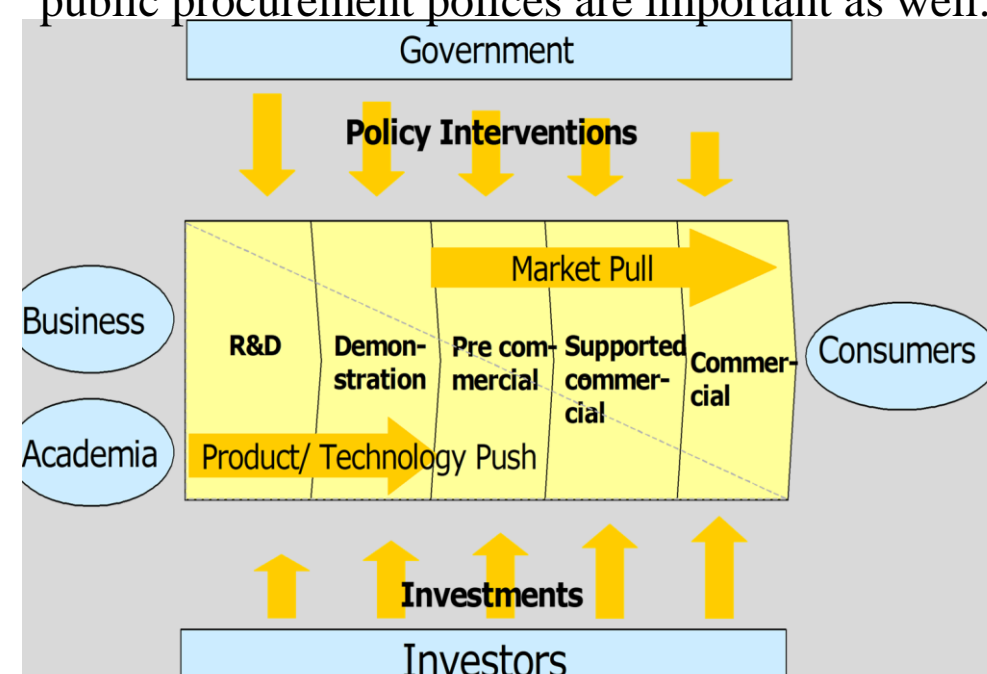 public procurement polices are important as well.
Government
Policy Interventions
Market Pull
Business
R&D
Demon-
stration
Pre com-
mercial
Supported
commer-
cial
Commer-
cial
Consumers
Academia
Product/ Technology Push
Investments
Investors